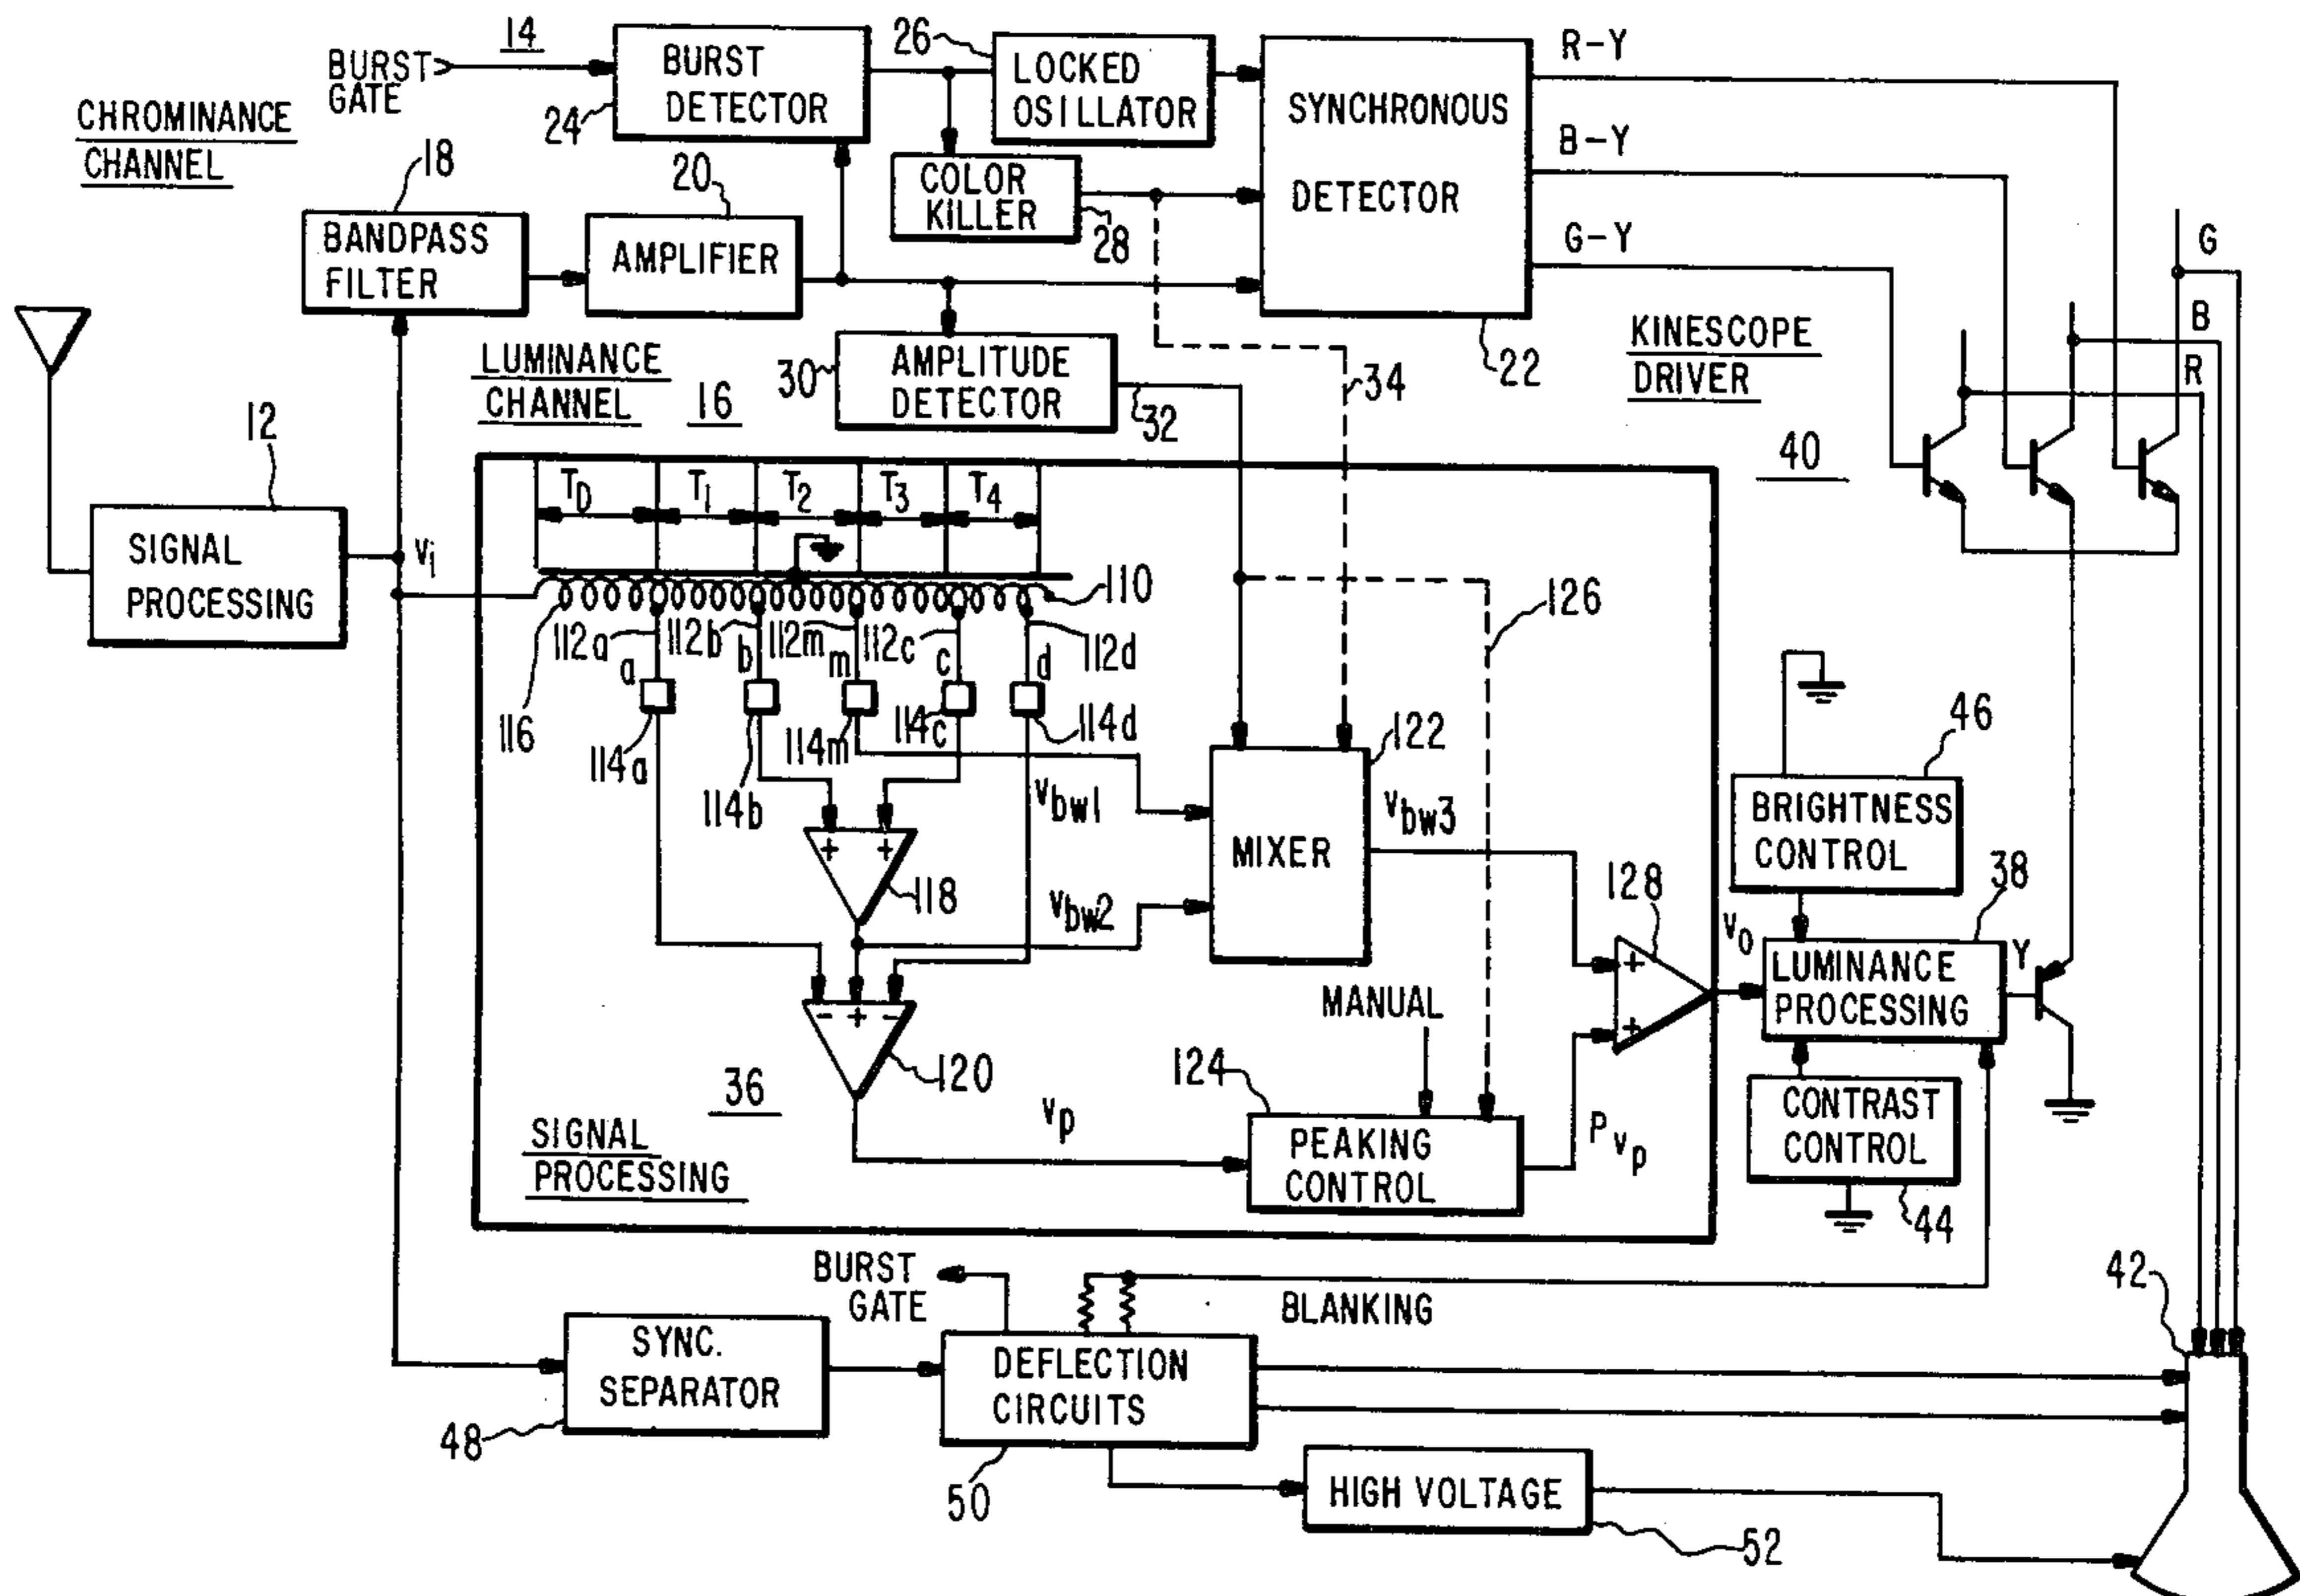 14
BURST
GATE
BURST
DETECTOR
24
26
LOCKED
OSILLATOR
SYNCHRONOUS
DETECTOR
22
R-Y
B-Y
G-Y
CHROMINANCE
CHANNEL
18
BANDPASS
FILTER
20
AMPLIFIER
COLOR
KILLER
28
G
B
R
KINESCOPE
DRIVER
40
LUMINANCE
CHANNEL
16
30
AMPLITUDE
DETECTOR
32
34
12
SIGNAL
PROCESSING
vi
TD
T1
T2
T3
T4
110
112a
a
112b
b
112m
m
112c
c
d
112d
116
114a
114b
114m
114c
114d
126
vbw1
vbw2
122
MIXER
vbw3
+ +
118
- + -
120
vp
36
SIGNAL
PROCESSING
MANUAL
124
PEAKING
CONTROL
Pvp
128
+
+
vo
46
BRIGHTNESS
CONTROL
38
LUMINANCE
PROCESSING
Y
CONTRAST
CONTROL
44
BURST
GATE
BLANKING
42
SYNC.
SEPARATOR
48
DEFLECTION
CIRCUITS
50
HIGH VOLTAGE
52